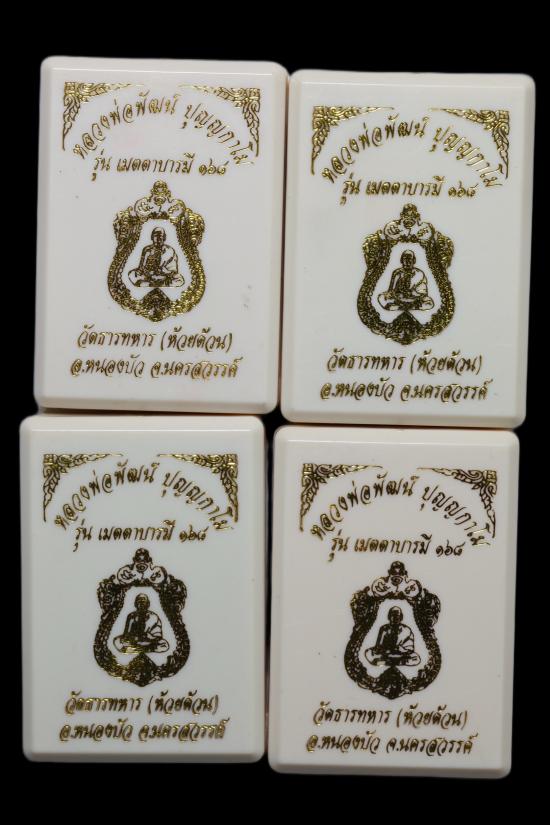 หลวงพ่อพัฒน์ ปุญญกาโม
รุ่น เมตตาบารมี ๑๖๘
วัดธารทหาร (ห้วยด้วน)
อ.หนองบัว จ.นครสวรรค์
หลวงพ่อพัฒน์ ปุญญกาโม
รุ่น เมตตาบารมี ๑๖๘
วัดธารทหาร (ห้วยด้วน)
อ.หนองบัว จ.นครสวรรค์
หลวงพ่อพัฒน์ ปุญญกาโม
รุ่น เมตตาบารมี ๑๖๘
วัดธารทหาร (ห้วยด้วน)
อ.หนองบัว จ.นครสวรรค์
หลวงพ่อพัฒน์ ปุญญกาโม
รุ่น เมตตาบารมี ๑๖๘
วัดธารทหาร (ห้วยด้วน)
อ.หนองบัว จ.นครสวรรค์